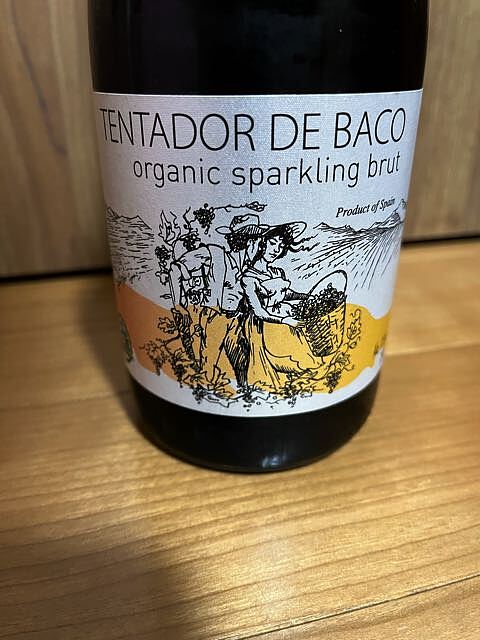 TENTADOR DE BACO
organic sparkling brut
Product of Spain